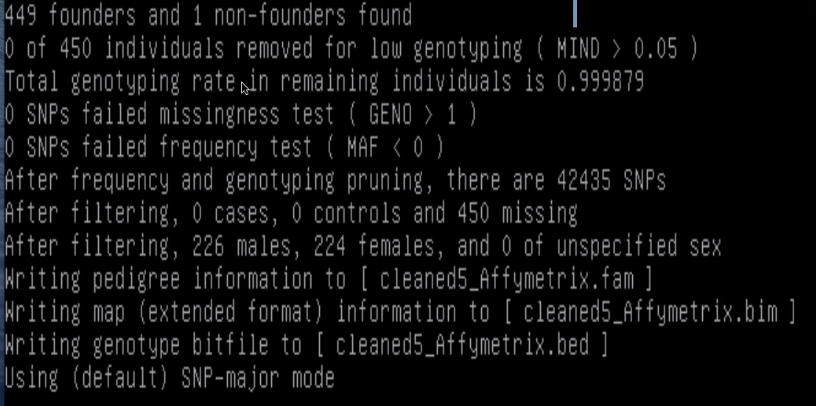 449 founders and 1 non-founders found
0 of 450 individuals removed for low genotyping ( MIND > 0.05 )
Total genotyping rate in remaining individuals is 0.999879
0 SNPs failed missingness test ( GENO > 1 )
0 SNPs failed frequency test ( MAF < 0 )
After frequency and genotyping pruning, there are 42435 SNPs
After filtering, 0 cases, 0 controls and 450 missing
After filtering, 226 males, 224 females, and 0 of unspecified sex
Writing pedigree information to [ cleaned5_Affymetrix.fam ]
Writing map (extended format) information to [ cleaned5_Affymetrix.bim ]
Writing genotype bitfile to [ cleaned5_Affymetrix.bed ]
Using (default) SNP-major mode